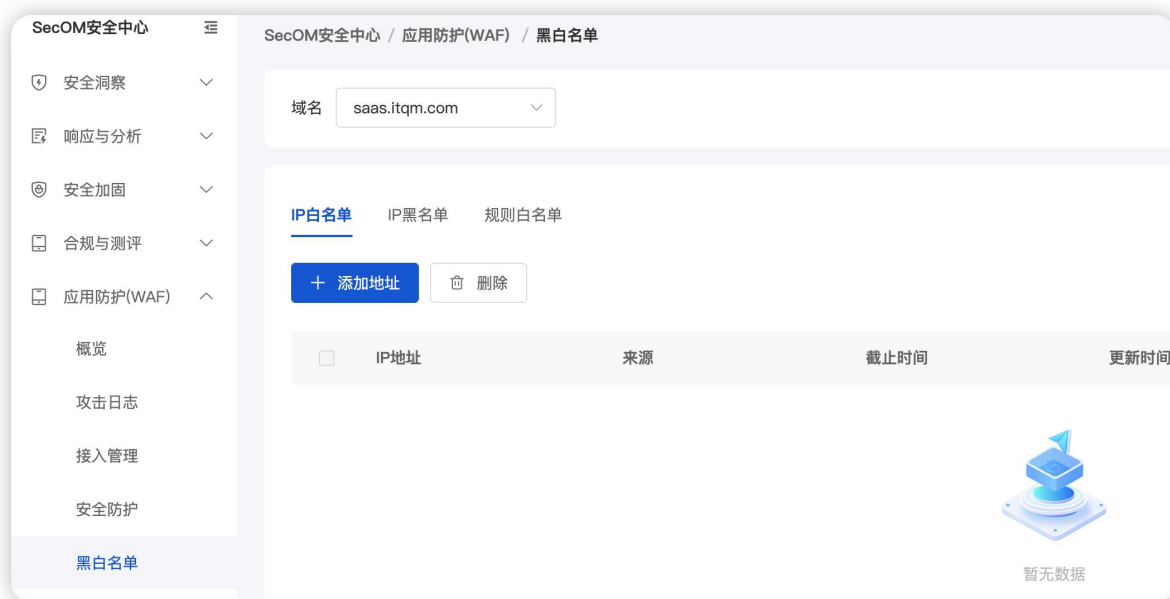 SecOM安全中心
安全洞察
响应与分析
安全加固
合规与测评
应用防护(WAF)
概览
攻击日志
接入管理
安全防护
黑白名单
SecOM安全中心 / 应用防护(WAF) / 黑白名单
域名 saas.itqm.com
IP白名单 IP黑名单 规则白名单
添加地址 删除
IP地址 来源 截止时间 更新时间
暂无数据